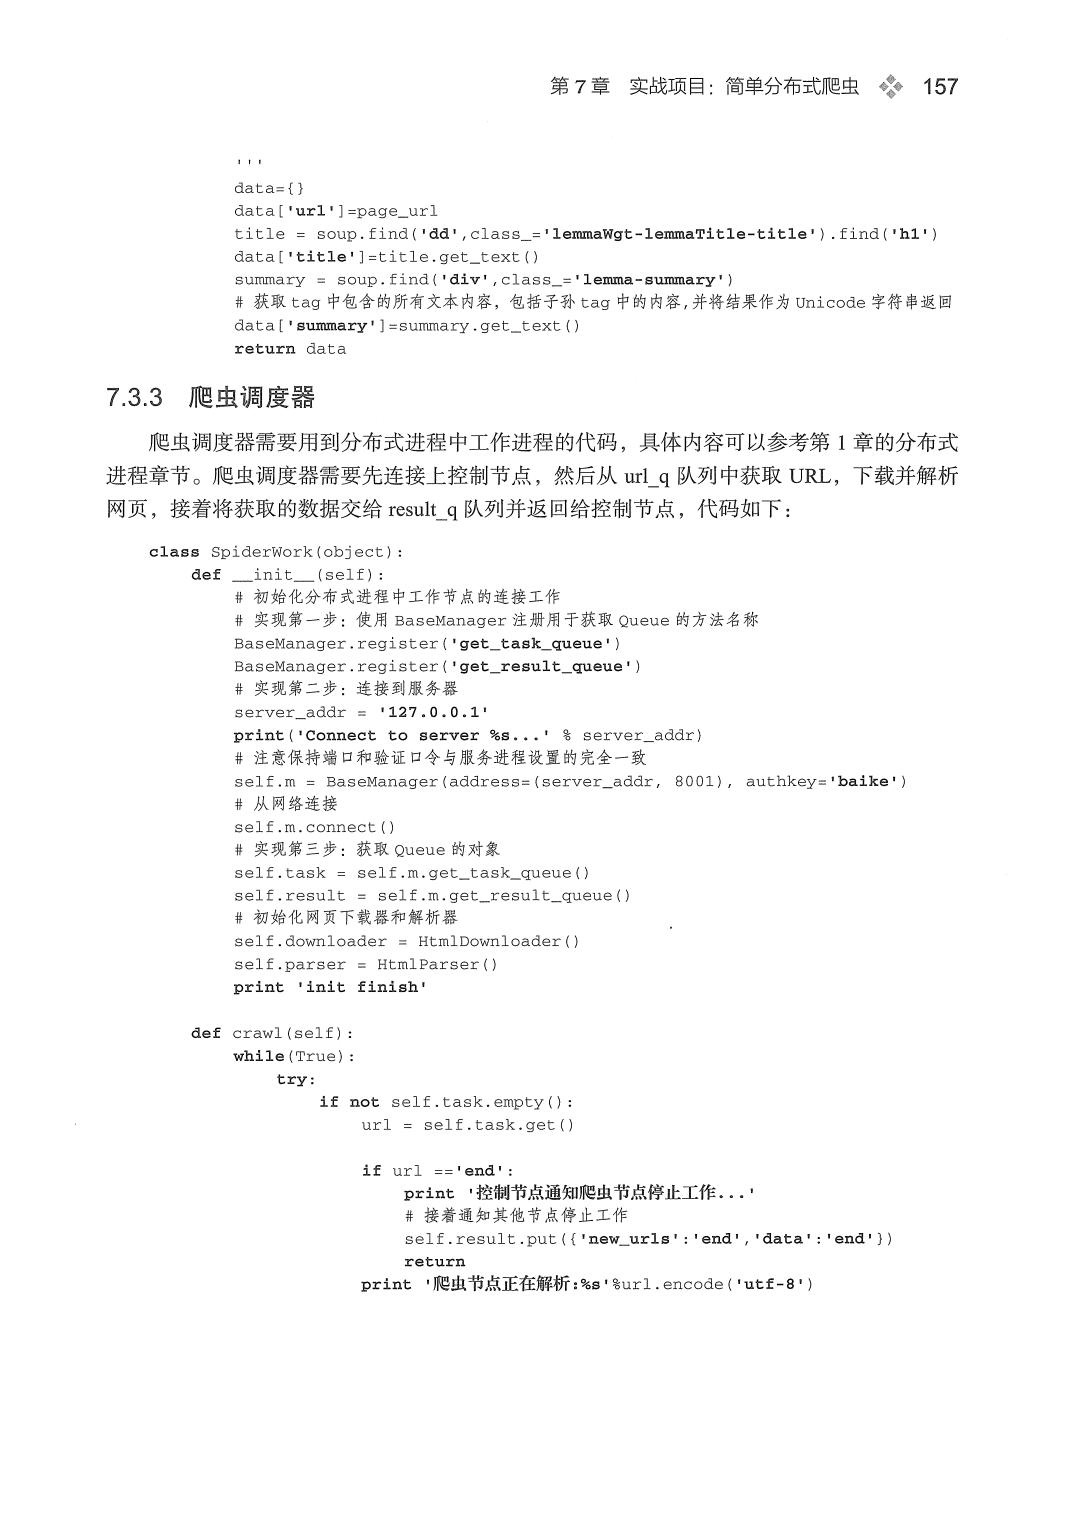 第 7 章 实战项目：简单分布式爬虫 157
'''
data={}
data['url']=page_url
title = soup.find('dd',class_='lemmaWgt-lemmaTitle-title').find('h1')
data['title']=title.get_text()
summary = soup.find('div',class_='lemma-summary')
# 获取 tag 中包含的所有文本内容，包括子孙 tag 中的内容,并将结果作为 Unicode 字符串返回
data['summary']=summary.get_text()
return data
7.3.3 爬虫调度器
爬虫调度器需要用到分布式进程中工作进程的代码，具体内容可以参考第 1 章的分布式
进程章节。爬虫调度器需要先连接上控制节点，然后从 url_q 队列中获取 URL，下载并解析
网页，接着将获取的数据交给 result_q 队列并返回给控制节点，代码如下：
class SpiderWork(object):
def __init__(self):
# 初始化分布式进程中工作节点的连接工作
# 实现第一步：使用 BaseManager 注册用于获取 Queue 的方法名称
BaseManager.register('get_task_queue')
BaseManager.register('get_result_queue')
# 实现第二步：连接到服务器
server_addr = '127.0.0.1'
print('Connect to server %s...' % server_addr)
# 注意保持端口和验证口令与服务进程设置的完全一致
self.m = BaseManager(address=(server_addr, 8001), authkey='baike')
# 从网络连接
self.m.connect()
# 实现第三步：获取 Queue 的对象
self.task = self.m.get_task_queue()
self.result = self.m.get_result_queue()
# 初始化网页下载器和解析器
self.downloader = HtmlDownloader()
self.parser = HtmlParser()
print 'init finish'
def crawl(self):
while(True):
try:
if not self.task.empty():
url = self.task.get()
if url =='end':
print '控制节点通知爬虫节点停止工作...'
# 接着通知其他节点停止工作
self.result.put({'new_urls':'end','data':'end'})
return
print '爬虫节点正在解析:%s'%url.encode('utf-8')